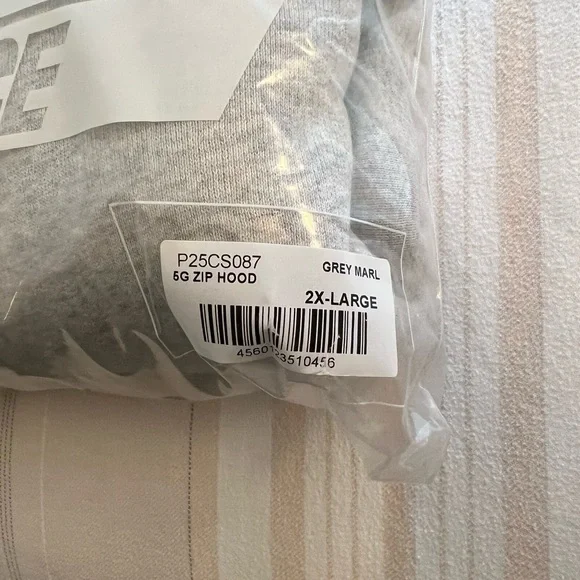 P25CS087
5G ZIP HOOD GREY MARL
2X-LARGE